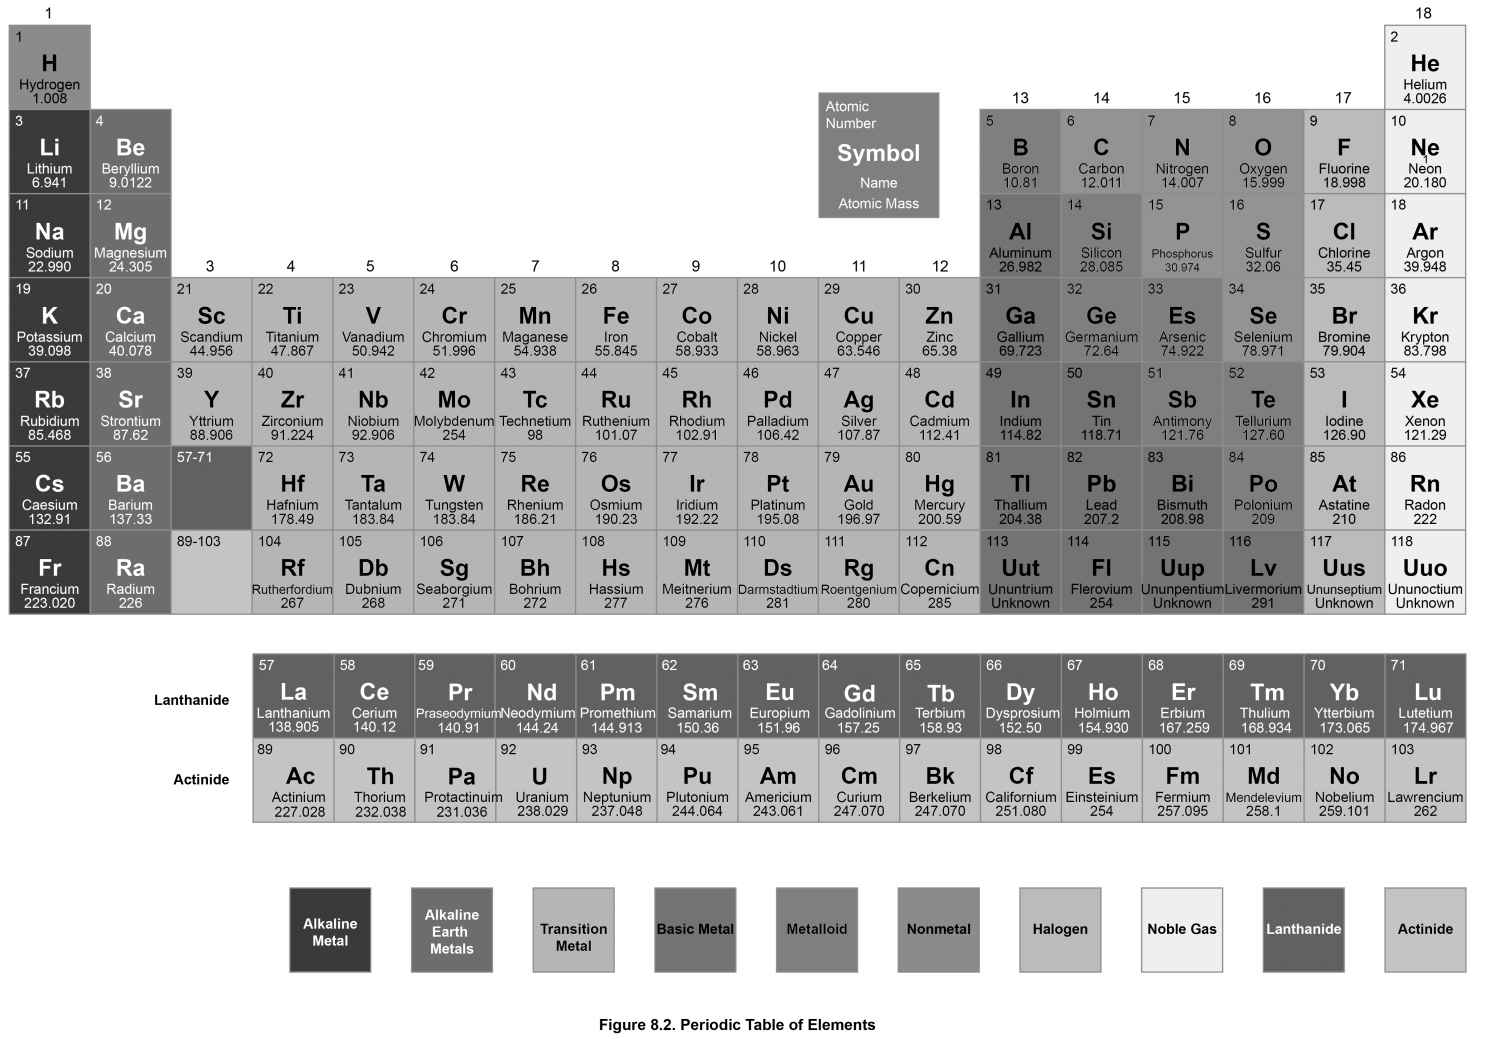 1 18
1 2
H He
Hydrogen Helium
1.008 4.0026
Atomic
Number
Symbol
Name
Atomic Mass
13 14 15 16 17
3 4 5 6 7 8 9 10
Li Be B C N O F Ne
1
Lithium Beryllium Boron Carbon Nitrogen Oxygen Fluorine Neon
6.941 9.0122 10.81 12.011 14.007 15.999 18.998 20.180
11 12 13 14 15 16 17 18
Na Mg Al Si P S Cl Ar
Sodium Magnesium Aluminum Silicon Phosphorus Sulfur Chlorine Argon
22.990 24.305 26.982 28.085 30.974 32.06 35.45 39.948
3 4 5 6 7 8 9 10 11 12
19 20 21 22 23 24 25 26 27 28 29 30 31 32 33 34 35 36
K Ca Sc Ti V Cr Mn Fe Co Ni Cu Zn Ga Ge Es Se Br Kr
Potassium Calcium Scandium Titanium Vanadium Chromium Maganese Iron Cobalt Nickel Copper Zinc Gallium Germanium Arsenic Selenium Bromine Krypton
39.098 40.078 44.956 47.867 50.942 51.996 54.938 55.845 58.933 58.963 63.546 65.38 69.723 72.64 74.922 78.971 79.904 83.798
37 38 39 40 41 42 43 44 45 46 47 48 49 50 51 52 53 54
Rb Sr Y Zr Nb Mo Tc Ru Rh Pd Ag Cd In Sn Sb Te I Xe
Rubidium Strontium Yttrium Zirconium Niobium Molybdenum Technetium Ruthenium Rhodium Palladium Silver Cadmium Indium Tin Antimony Tellurium Iodine Xenon
85.468 87.62 88.906 91.224 92.906 254 98 101.07 102.91 106.42 107.87 112.41 114.82 118.71 121.76 127.60 126.90 121.29
55 56 57-71 72 73 74 75 76 77 78 79 80 81 82 83 84 85 86
Cs Ba Hf Ta W Re Os Ir Pt Au Hg Tl Pb Bi Po At Rn
Caesium Barium Hafnium Tantalum Tungsten Rhenium Osmium Iridium Platinum Gold Mercury Thallium Lead Bismuth Polonium Astatine Radon
132.91 137.33 178.49 183.84 183.84 186.21 190.23 192.22 195.08 196.97 200.59 204.38 207.2 208.98 209 210 222
87 88 89-103 104 105 106 107 108 109 110 111 112 113 114 115 116 117 118
Fr Ra Rf Db Sg Bh Hs Mt Ds Rg Cn Uut Fl Uup Lv Uus Uuo
Francium Radium Rutherfordium Dubnium Seaborgium Bohrium Hassium Meitnerium Darmstadtium Roentgenium Copernicium Ununtrium Flerovium Ununpentium Livermorium Ununseptium Ununoctium
223.020 226 267 268 271 272 277 276 281 280 285 Unknown 254 Unknown 291 Unknown Unknown
57 58 59 60 61 62 63 64 65 66 67 68 69 70 71
Lanthanide La Ce Pr Nd Pm Sm Eu Gd Tb Dy Ho Er Tm Yb Lu
Lanthanium Cerium Praseodymium Neodymium Promethium Samarium Europium Gadolinium Terbium Dysprosium Holmium Erbium Thulium Ytterbium Lutetium
138.905 140.12 140.91 144.24 144.913 150.36 151.96 157.25 158.93 152.50 154.930 167.259 168.934 173.065 174.967
89 90 91 92 93 94 95 96 97 98 99 100 101 102 103
Actinide Ac Th Pa U Np Pu Am Cm Bk Cf Es Fm Md No Lr
Actinium Thorium Protactinuim Uranium Neptunium Plutonium Americium Curium Berkelium Californium Einsteinium Fermium Mendelevium Nobelium Lawrencium
227.028 232.038 231.036 238.029 237.048 244.064 243.061 247.070 247.070 251.080 254 257.095 258.1 259.101 262
Alkaline
Metal
Alkaline
Earth
Metals
Transition
Metal
Basic Metal
Metalloid
Nonmetal
Halogen
Noble Gas
Lanthanide
Actinide
Figure 8.2. Periodic Table of Elements